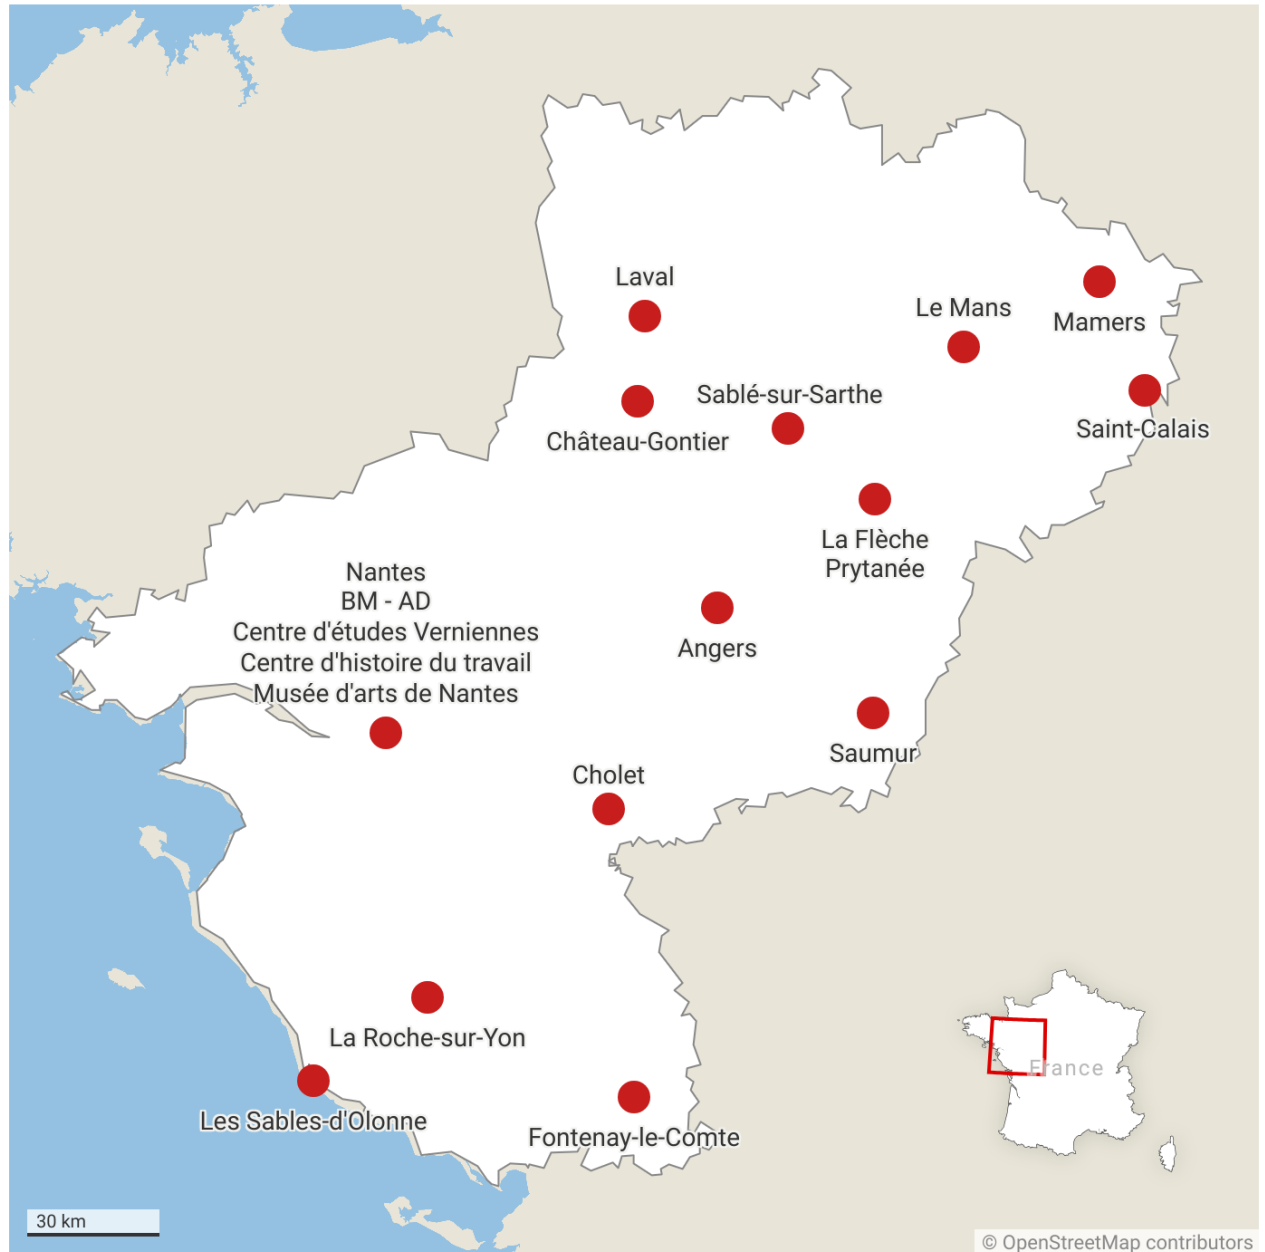 Laval
Le Mans
Mamers
Sablé-sur-Sarthe
Château-Gontier
Saint-Calais
La Flèche
Prytanée
Nantes
BM - AD
Centre d'études Verniennes
Centre d'histoire du travail
Musée d'arts de Nantes
Angers
Saumur
Cholet
La Roche-sur-Yon
Les Sables-d'Olonne
Fontenay-le-Comte
France
30 km
© OpenStreetMap contributors